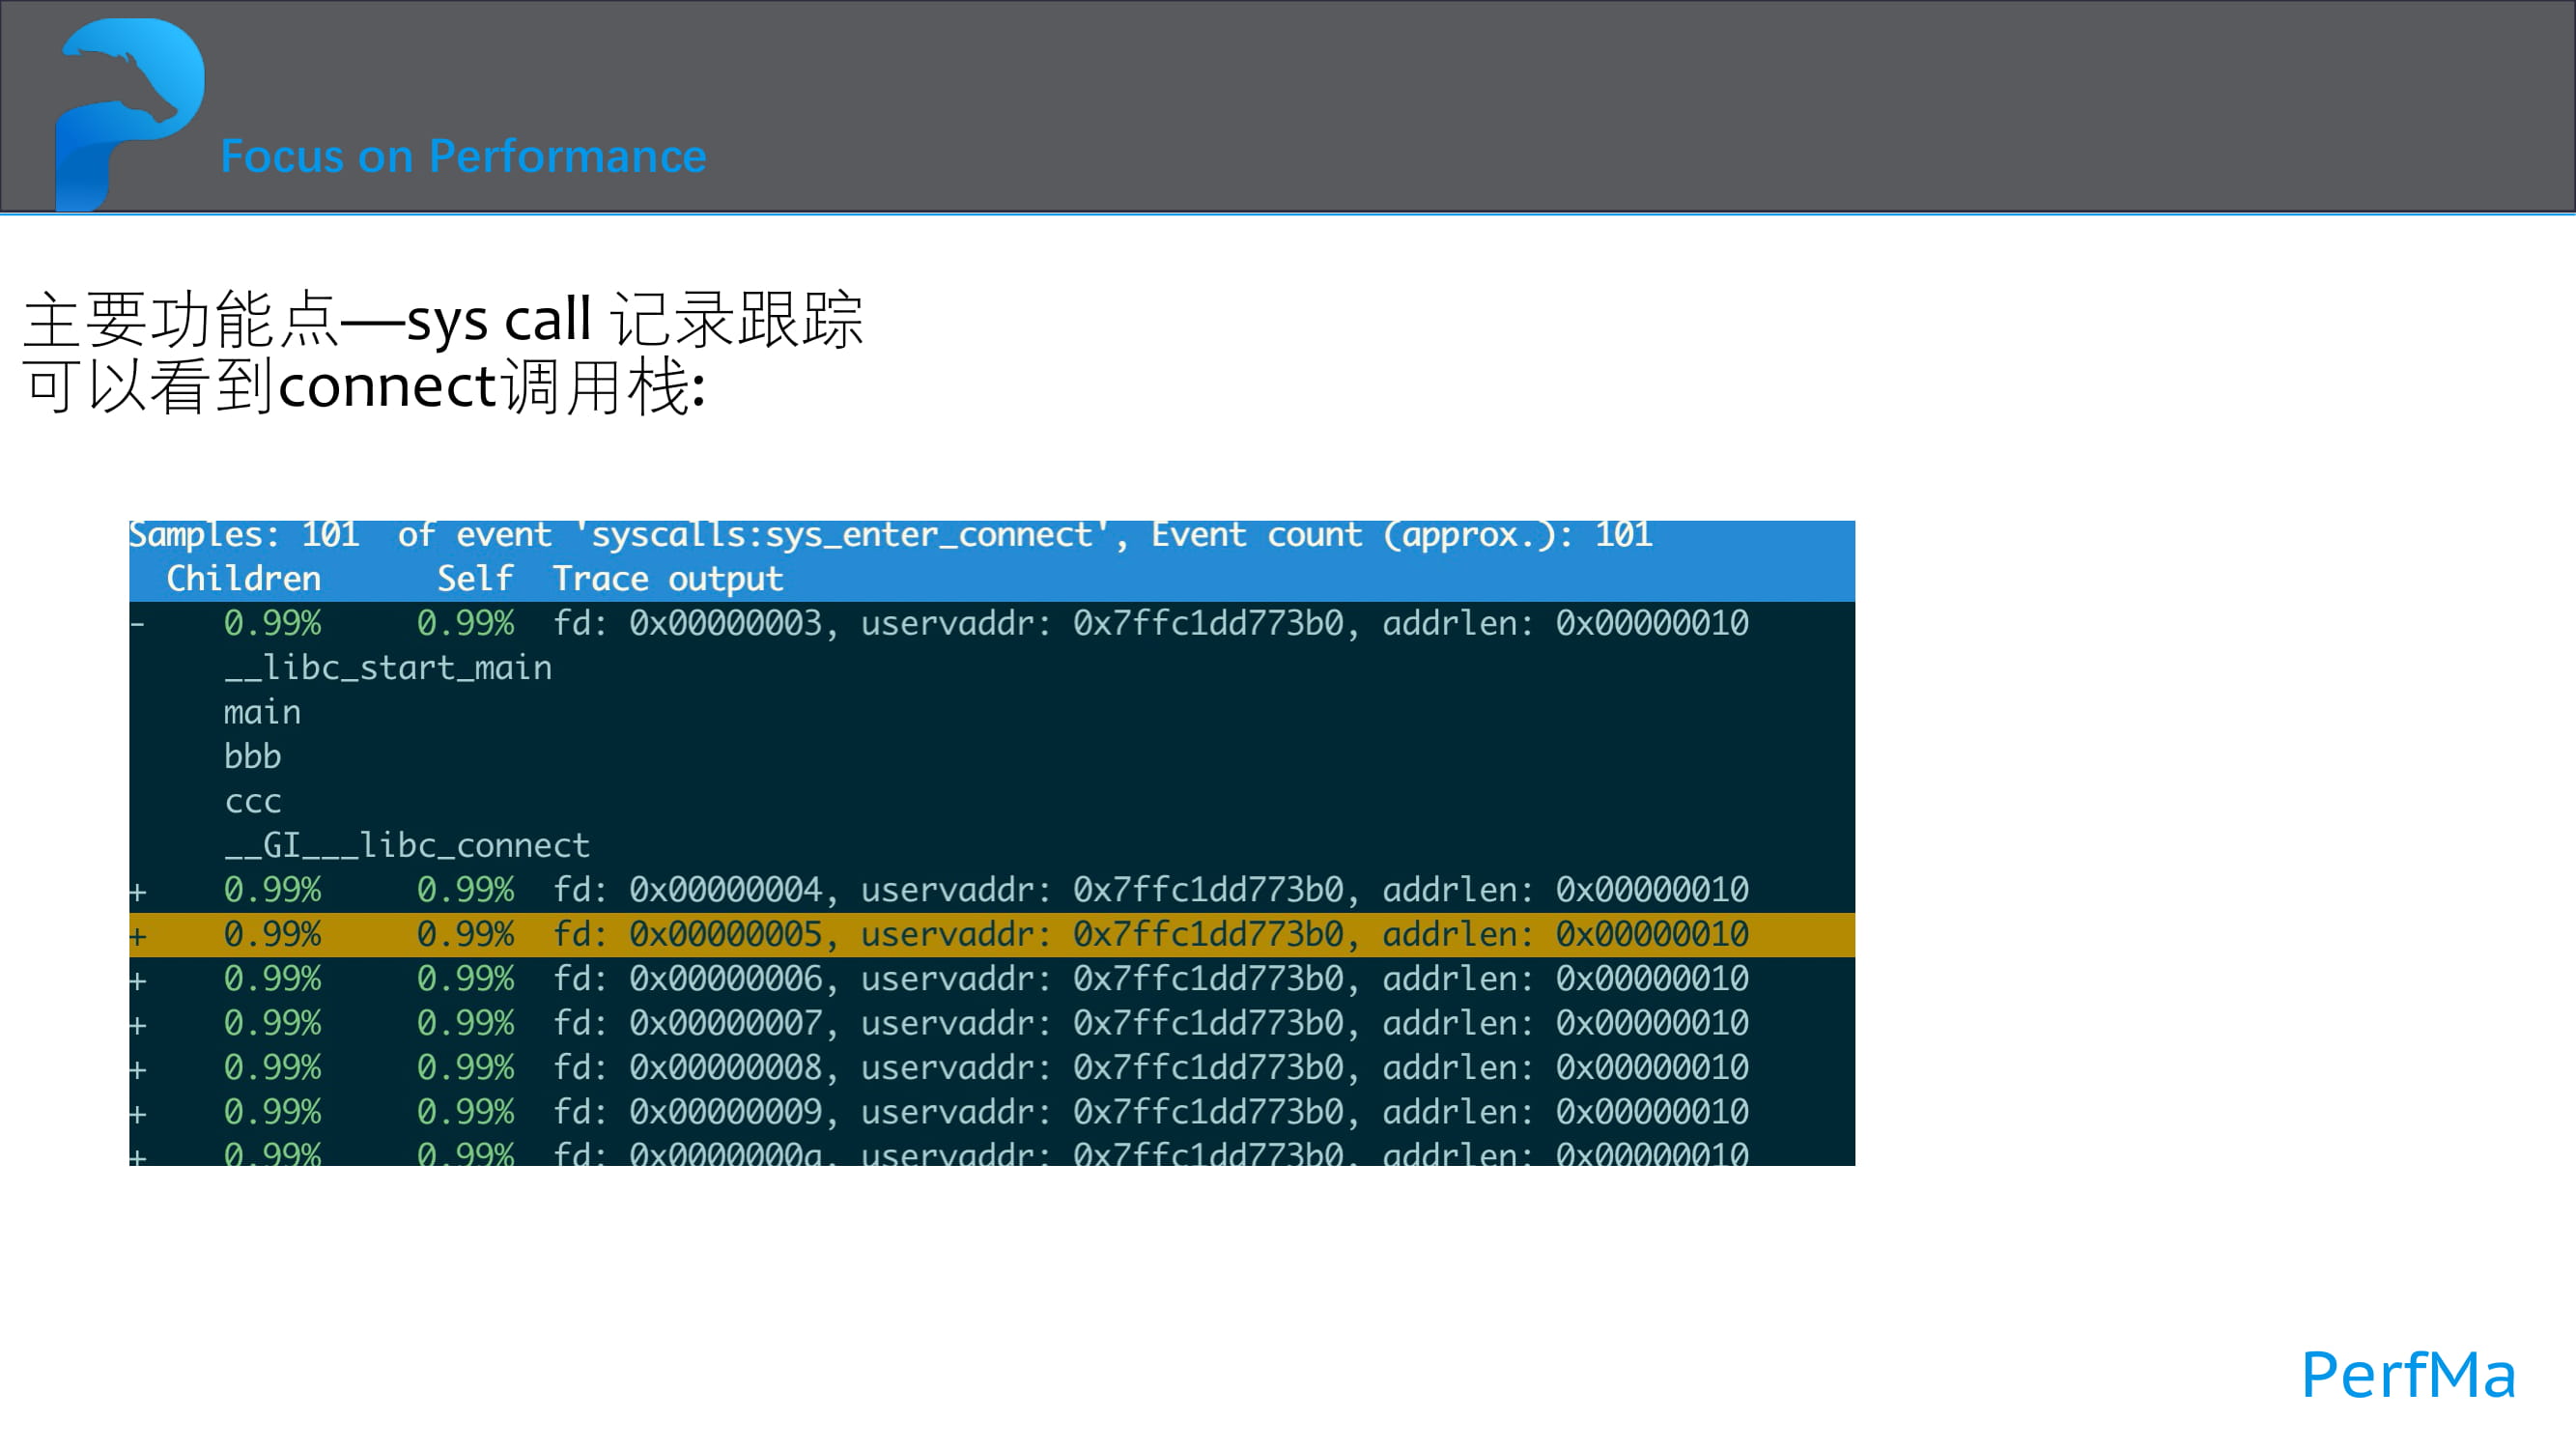 Focus on Performance
主要功能点—sys call 记录跟踪
可以看到connect调用栈:
Samples: 101  of event 'syscalls:sys_enter_connect', Event count (approx.): 101
Children      Self  Trace output
-    0.99%     0.99%  fd: 0x00000003, uservaddr: 0x7ffc1dd773b0, addrlen: 0x00000010
__libc_start_main
main
bbb
ccc
__GI___libc_connect
+    0.99%     0.99%  fd: 0x00000004, uservaddr: 0x7ffc1dd773b0, addrlen: 0x00000010
+    0.99%     0.99%  fd: 0x00000005, uservaddr: 0x7ffc1dd773b0, addrlen: 0x00000010
+    0.99%     0.99%  fd: 0x00000006, uservaddr: 0x7ffc1dd773b0, addrlen: 0x00000010
+    0.99%     0.99%  fd: 0x00000007, uservaddr: 0x7ffc1dd773b0, addrlen: 0x00000010
+    0.99%     0.99%  fd: 0x00000008, uservaddr: 0x7ffc1dd773b0, addrlen: 0x00000010
+    0.99%     0.99%  fd: 0x00000009, uservaddr: 0x7ffc1dd773b0, addrlen: 0x00000010
+    0.99%     0.99%  fd: 0x0000000a, uservaddr: 0x7ffc1dd773b0, addrlen: 0x00000010
PerfMa